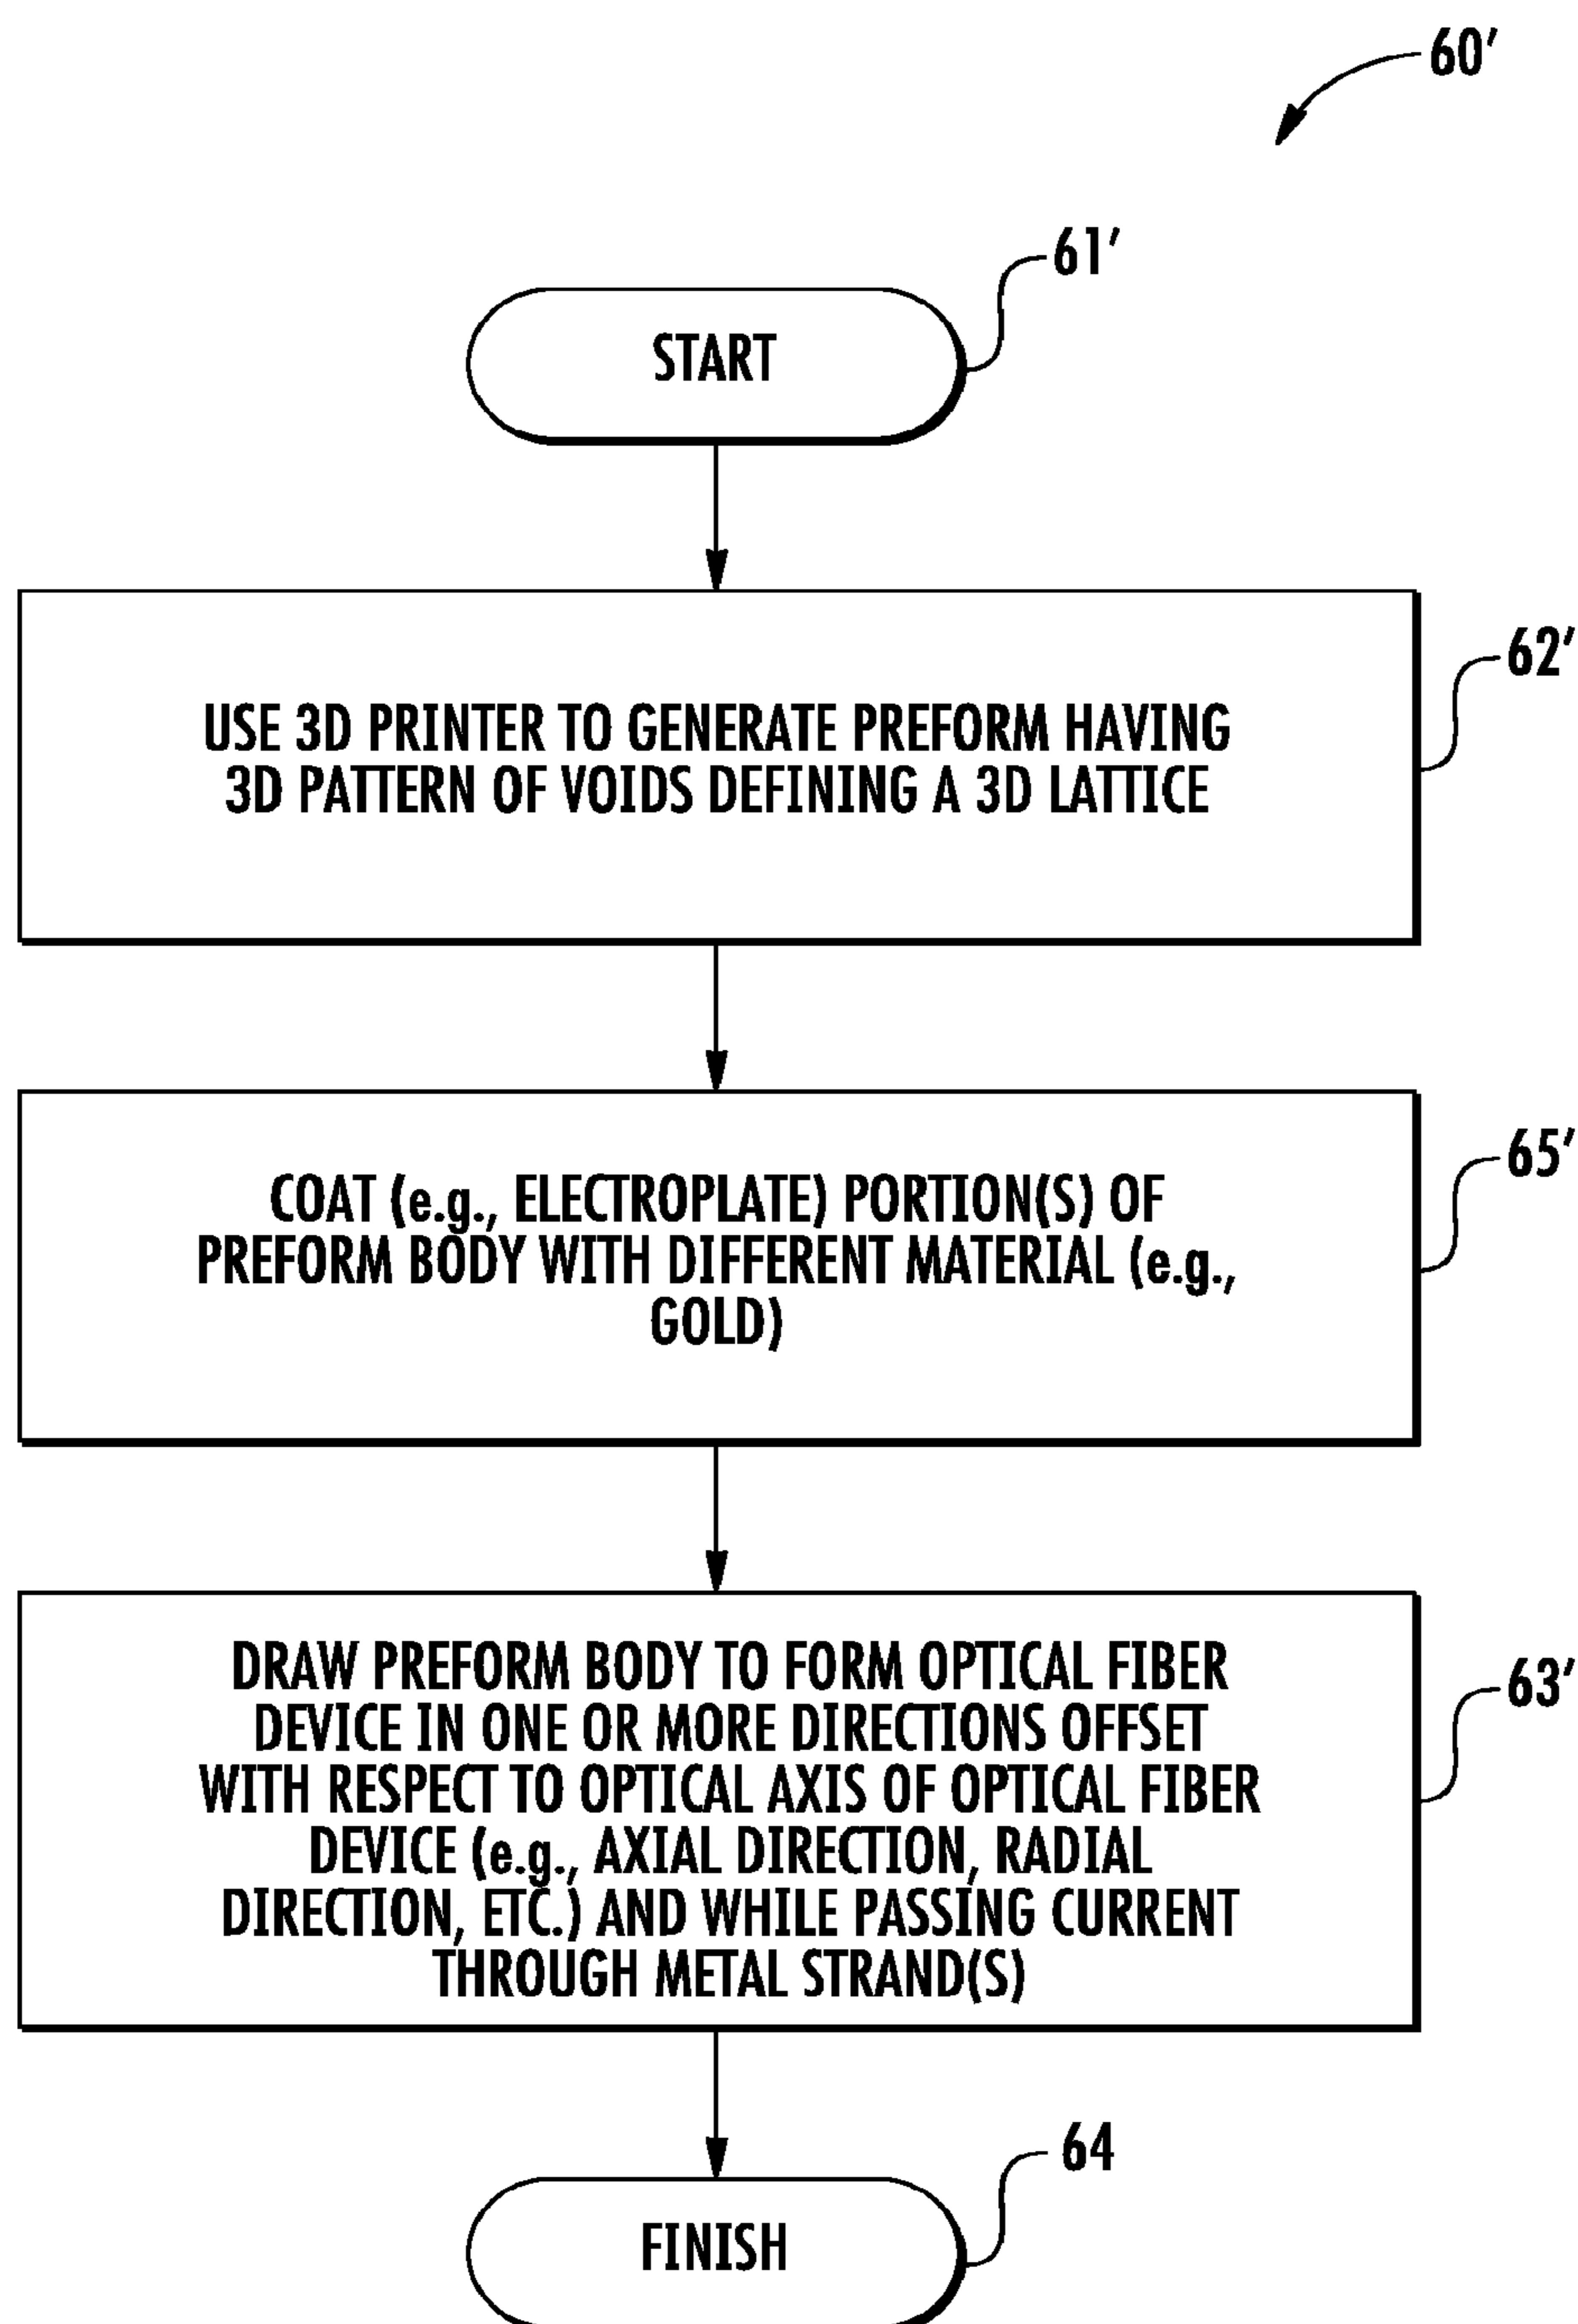 60'
61'
START
62'
USE 3D PRINTER TO GENERATE PREFORM HAVING
3D PATTERN OF VOIDS DEFINING A 3D LATTICE
65'
COAT (e.g., ELECTROPLATE) PORTION(S) OF
PREFORM BODY WITH DIFFERENT MATERIAL (e.g.,
GOLD)
63'
DRAW PREFORM BODY TO FORM OPTICAL FIBER
DEVICE IN ONE OR MORE DIRECTIONS OFFSET
WITH RESPECT TO OPTICAL AXIS OF OPTICAL FIBER
DEVICE (e.g., AXIAL DIRECTION, RADIAL
DIRECTION, ETC.) AND WHILE PASSING CURRENT
THROUGH METAL STRAND(S)
64
FINISH